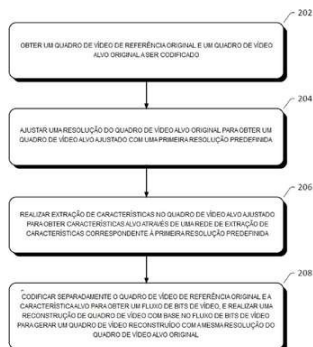 202
OBTER UM QUADRO DE VÍDEO DE REFERÊNCIA ORIGINAL E UM QUADRO DE VÍDEO
ALVO ORIGINAL A SER CODIFICADO
204
AJUSTAR UMA RESOLUÇÃO DO QUADRO DE VÍDEO ALVO ORIGINAL PARA OBTER UM
QUADRO DE VÍDEO ALVO AJUSTADO COM UMA PRIMEIRA RESOLUÇÃO PREDEFINIDA
206
REALIZAR EXTRAÇÃO DE CARACTERÍSTICAS NO QUADRO DE VÍDEO ALVO AJUSTADO
PARA OBTER CARACTERÍSTICAS ALVO ATRAVÉS DE UMA REDE DE EXTRAÇÃO DE
CARACTERÍSTICAS CORRESPONDENTE À PRIMEIRA RESOLUÇÃO PREDEFINIDA
208
CODIFICAR SEPARADAMENTE O QUADRO DE VÍDEO DE REFERÊNCIA ORIGINAL E A
CARACTERÍSTICA ALVO PARA OBTER UM FLUXO DE BITS DE VÍDEO, E REALIZAR UMA
RECONSTRUÇÃO DE QUADRO DE VÍDEO COM BASE NO FLUXO DE BITS DE VÍDEO
PARA GERAR UM QUADRO DE VÍDEO RECONSTRUÍDO COM A MESMA RESOLUÇÃO DO
QUADRO DE VÍDEO ALVO ORIGINAL